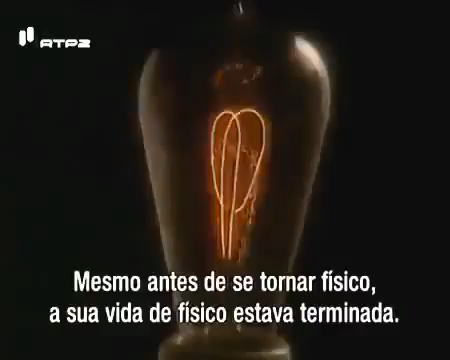 RTP2
Mesmo antes de se tornar físico,
a sua vida de físico estava terminada.